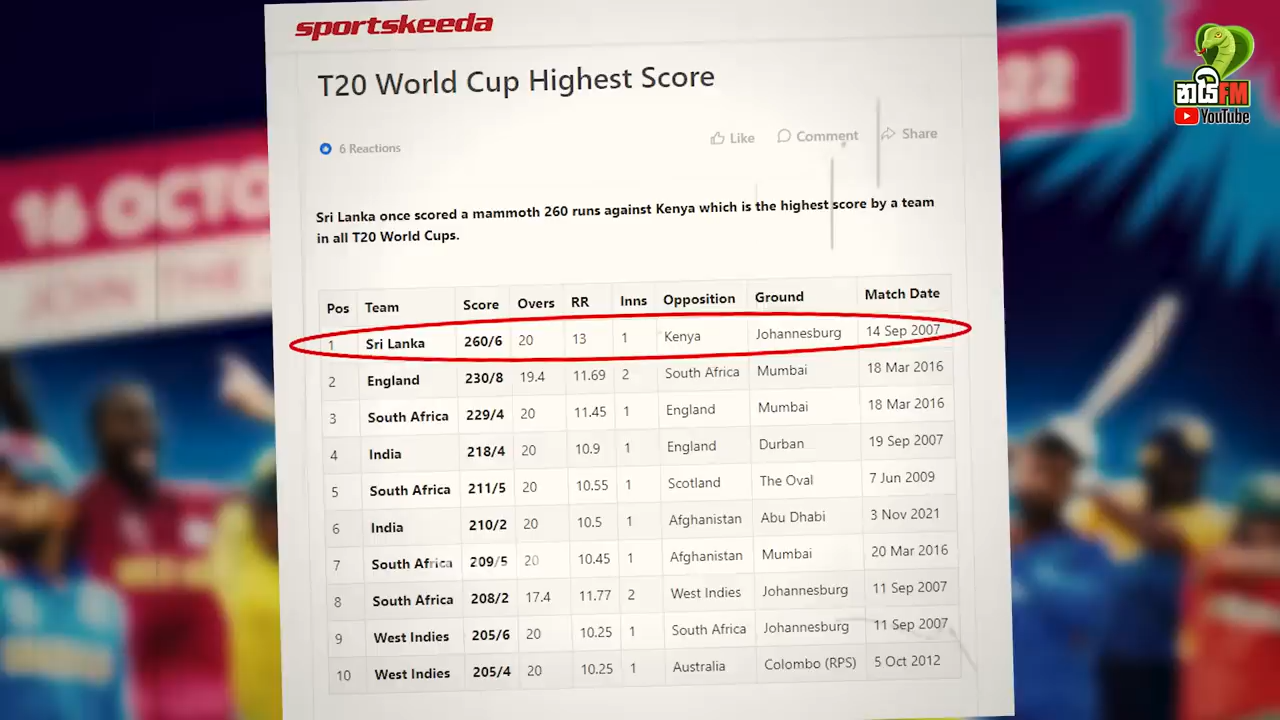 sportskeeda
T20 World Cup Highest Score
6 Reactions
Like Comment Share
Sri Lanka once scored a mammoth 260 runs against Kenya which is the highest score by a team
in all T20 World Cups.
Pos Team Score Overs RR Inns Opposition Ground Match Date
1 Sri Lanka 260/6 20 13 1 Kenya Johannesburg 14 Sep 2007
2 England 230/8 19.4 11.69 2 South Africa Mumbai 18 Mar 2016
3 South Africa 229/4 20 11.45 1 England Mumbai 18 Mar 2016
4 India 218/4 20 10.9 1 England Durban 19 Sep 2007
5 South Africa 211/5 20 10.55 1 Scotland The Oval 7 Jun 2009
6 India 210/2 20 10.5 1 Afghanistan Abu Dhabi 3 Nov 2021
7 South Africa 209/5 20 10.45 1 Afghanistan Mumbai 20 Mar 2016
8 South Africa 208/2 17.4 11.77 2 West Indies Johannesburg 11 Sep 2007
9 West Indies 205/6 20 10.25 1 South Africa Johannesburg 11 Sep 2007
10 West Indies 205/4 20 10.25 1 Australia Colombo (RPS) 5 Oct 2012
නයි FM
YouTube
16 OCTO
JOIN THE
22